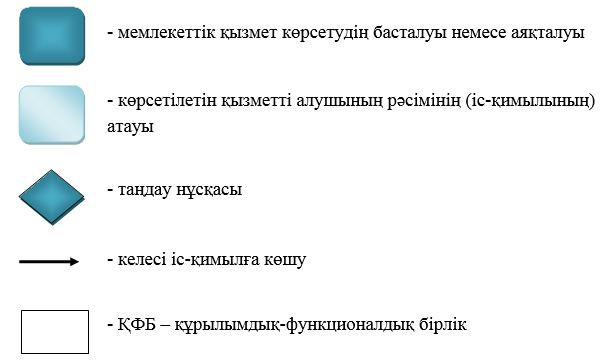 - мемлекеттік қызмет көрсетудің басталуы немесе аяқталуы
- көрсетілетін қызметті алушының рәсімінің (іс-қимылының)
атауы
- таңдау нұсқасы
- келесі іс-қимылға көшу
- ҚФБ – құрылымдық-функционалдық бірлік